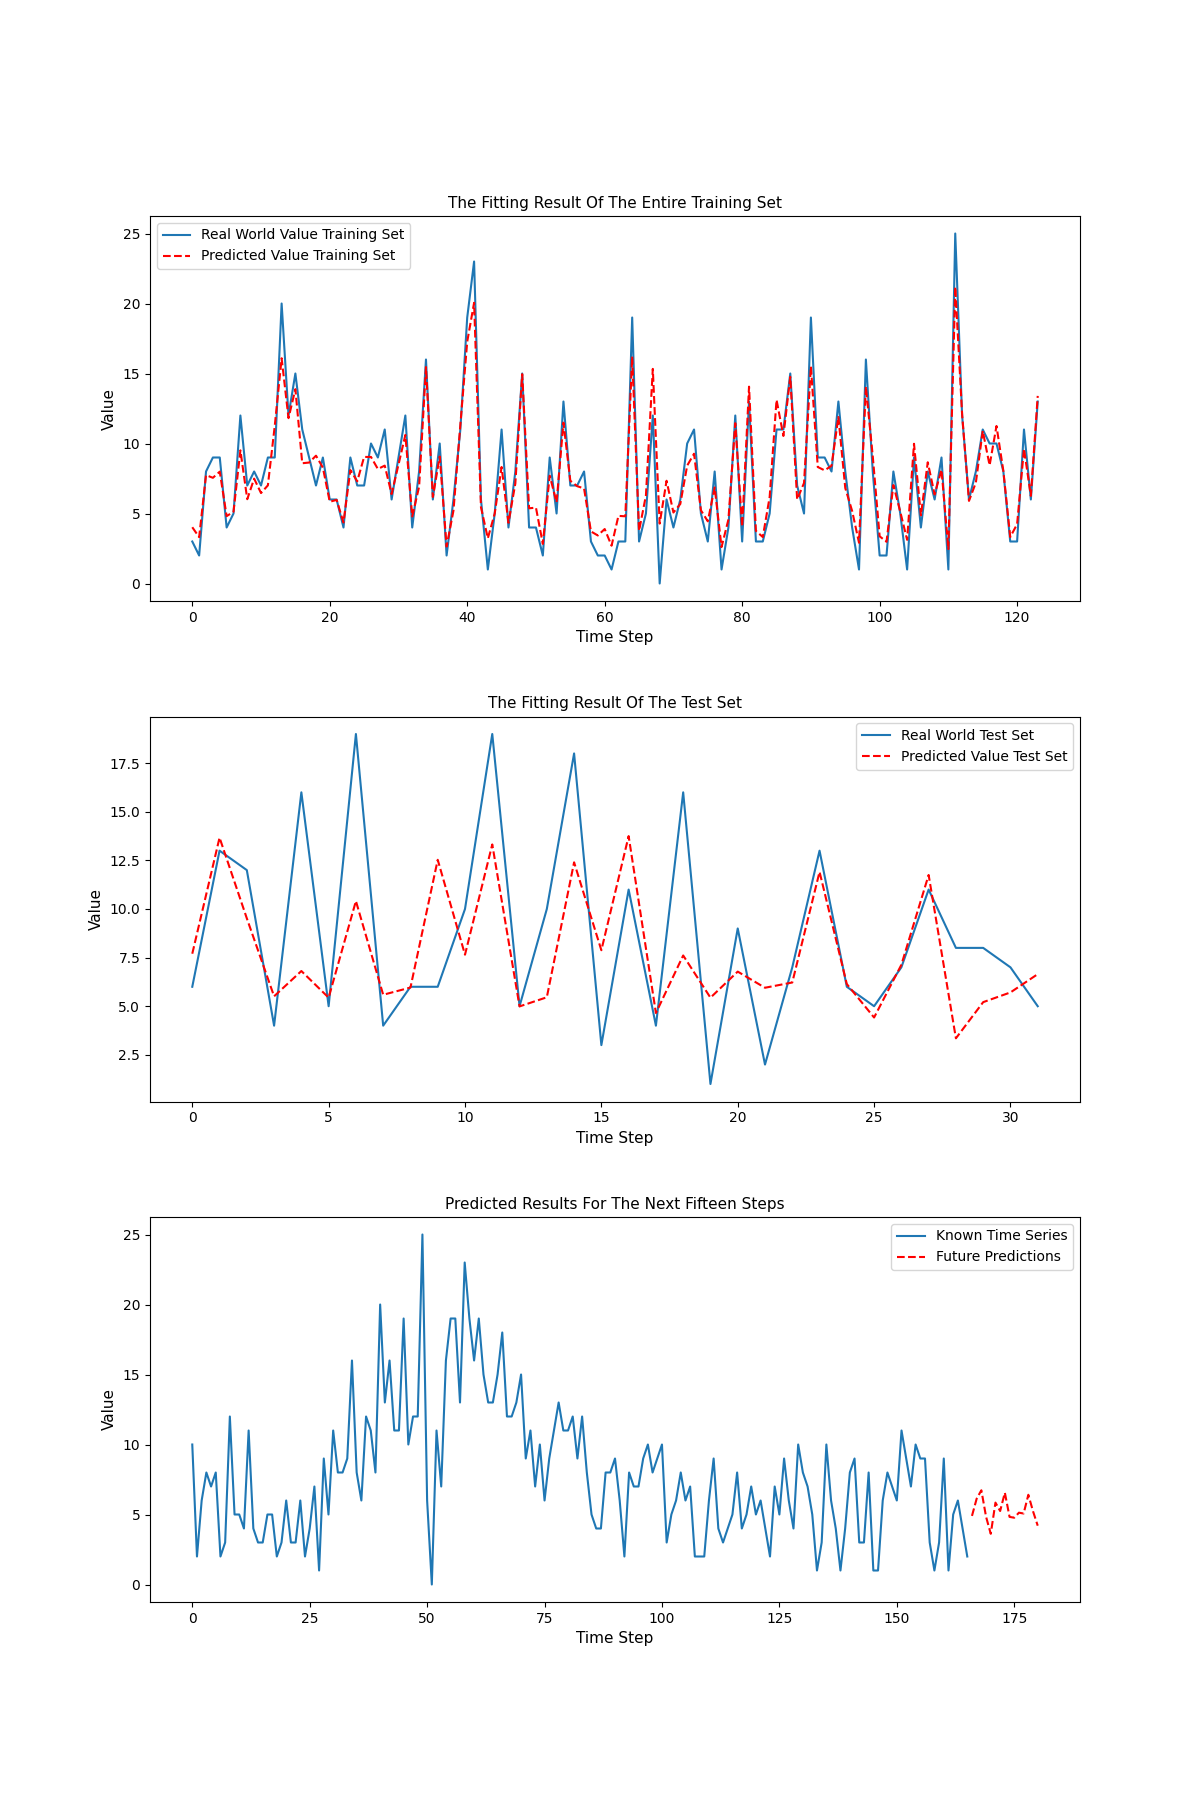 The Fitting Result Of The Entire Training Set
Real World Value Training Set
Predicted Value Training Set
Value
25
20
15
10
5
0
0 20 40 60 80 100 120
Time Step
The Fitting Result Of The Test Set
Real World Test Set
Predicted Value Test Set
Value
17.5
15.0
12.5
10.0
7.5
5.0
2.5
0 5 10 15 20 25 30
Time Step
Predicted Results For The Next Fifteen Steps
Known Time Series
Future Predictions
Value
25
20
15
10
5
0
0 25 50 75 100 125 150 175
Time Step